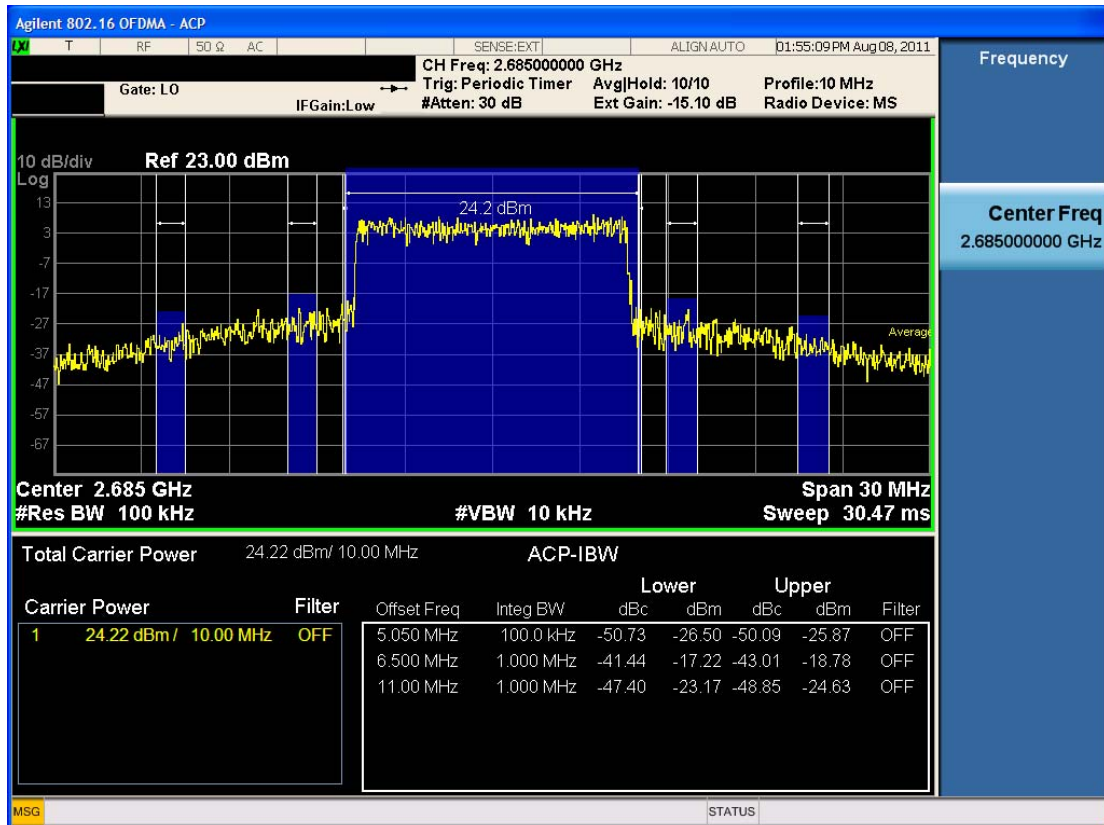 Agilent 802.16 OFDMA - ACP
LXI T RF 50 Ω AC SENSE:EXT ALIGN AUTO 01:55:09 PM Aug 08, 2011
CH Freq: 2.685000000 GHz
Gate: LO Trig: Periodic Timer Avg|Hold: 10/10 Profile:10 MHz
IFGain:Low #Atten: 30 dB Ext Gain: -15.10 dB Radio Device: MS
Frequency
Center Freq
2.685000000 GHz
10 dB/div Ref 23.00 dBm
Log
13
24.2 dBm
3
-7
-17
-27
Average
-37
-47
-57
-67
Center 2.685 GHz Span 30 MHz
#Res BW 100 kHz #VBW 10 kHz Sweep 30.47 ms
Total Carrier Power 24.22 dBm/ 10.00 MHz ACP-IBW
Lower Upper
Carrier Power Filter Offset Freq Integ BW dBc dBm dBc dBm Filter
1 24.22 dBm / 10.00 MHz OFF 5.050 MHz 100.0 kHz -50.73 -26.50 -50.09 -25.87 OFF
6.500 MHz 1.000 MHz -41.44 -17.22 -43.01 -18.78 OFF
11.00 MHz 1.000 MHz -47.40 -23.17 -48.85 -24.63 OFF
MSG STATUS